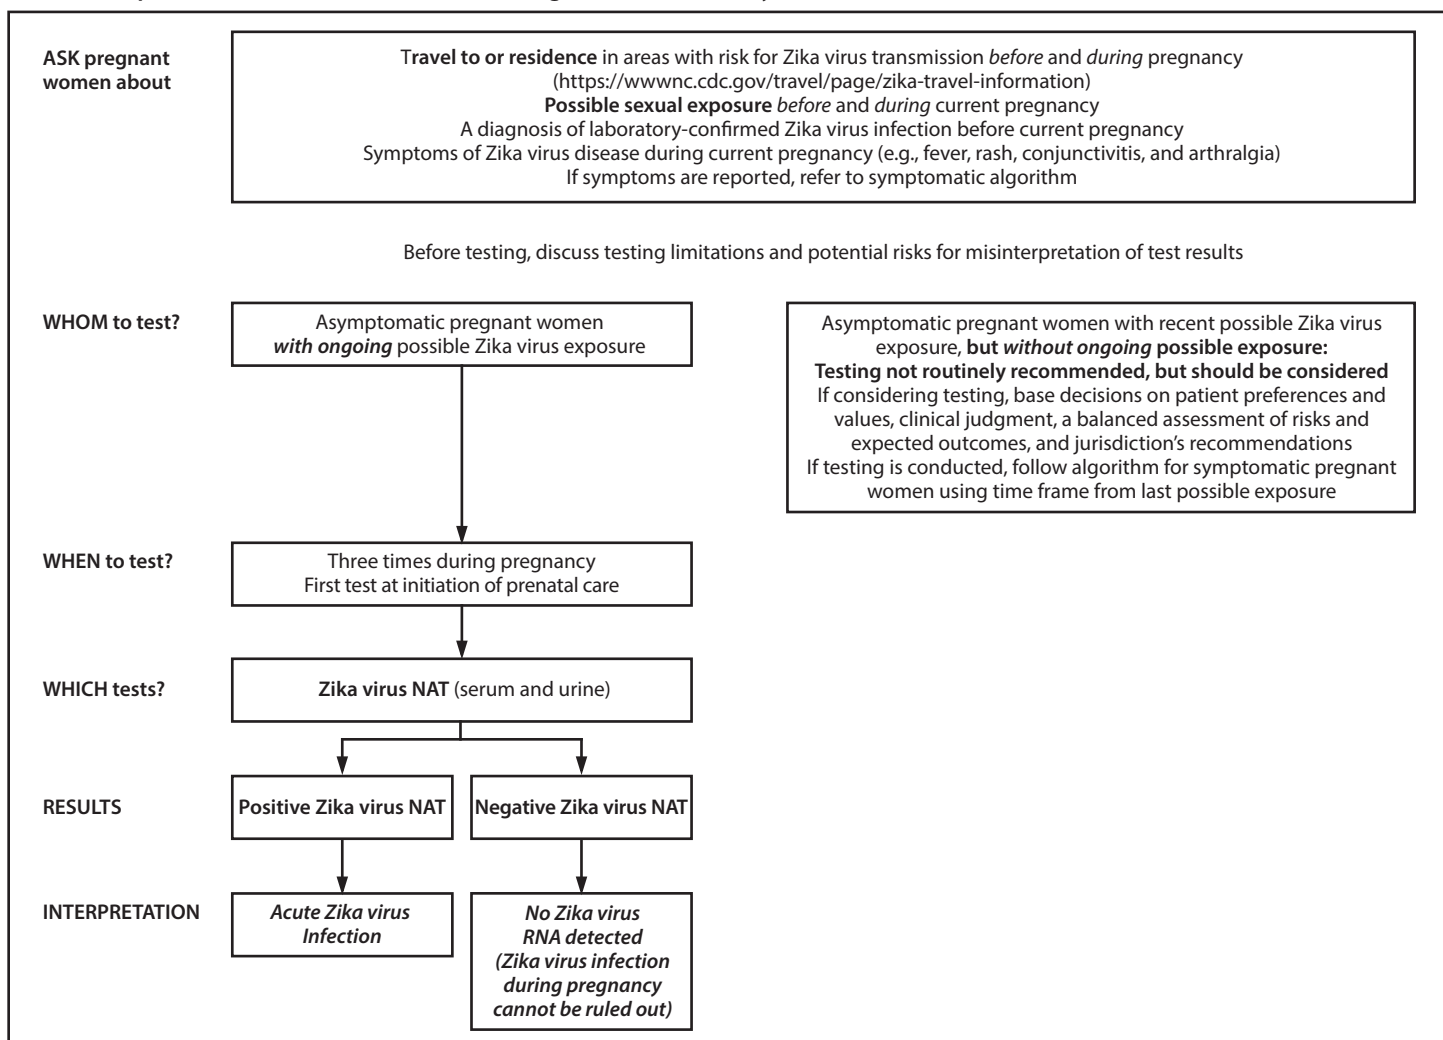 ASK pregnant
women about
Travel to or residence in areas with risk for Zika virus transmission before and during pregnancy
(https://wwwnc.cdc.gov/travel/page/zika-travel-information)
Possible sexual exposure before and during current pregnancy
A diagnosis of laboratory-confirmed Zika virus infection before current pregnancy
Symptoms of Zika virus disease during current pregnancy (e.g., fever, rash, conjunctivitis, and arthralgia)
If symptoms are reported, refer to symptomatic algorithm
Before testing, discuss testing limitations and potential risks for misinterpretation of test results
WHOM to test?
Asymptomatic pregnant women
with ongoing possible Zika virus exposure
Asymptomatic pregnant women with recent possible Zika virus
exposure, but without ongoing possible exposure:
Testing not routinely recommended, but should be considered
If considering testing, base decisions on patient preferences and
values, clinical judgment, a balanced assessment of risks and
expected outcomes, and jurisdiction's recommendations
If testing is conducted, follow algorithm for symptomatic pregnant
women using time frame from last possible exposure
WHEN to test?
Three times during pregnancy
First test at initiation of prenatal care
WHICH tests?
Zika virus NAT (serum and urine)
RESULTS
Positive Zika virus NAT
Negative Zika virus NAT
INTERPRETATION
Acute Zika virus
Infection
No Zika virus
RNA detected
(Zika virus infection
during pregnancy
cannot be ruled out)